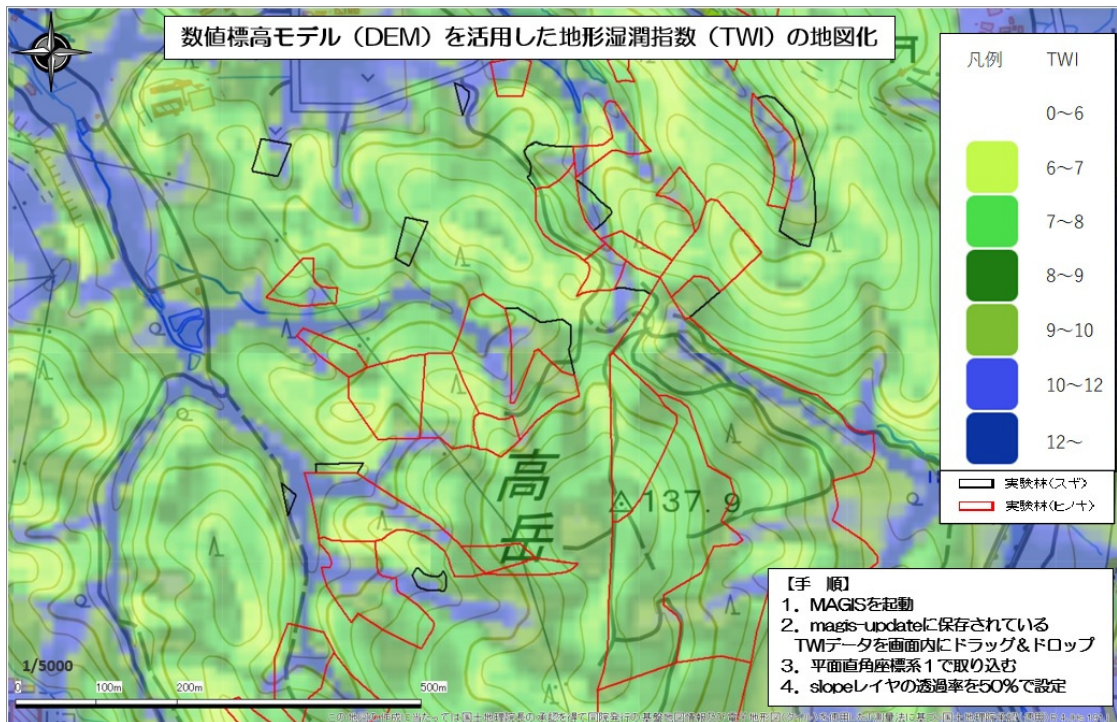 数値標高モデル(DEM)を活用した地形湿潤指数(TWI)の地図化
凡例 TWI
0~6
6~7
7~8
8~9
9~10
10~12
12~
実験林(スギ)
実験林(ヒノキ)
高岳
137.9
【手 順】
1. MAGISを起動
2. magis-updateに保存されている
TWIデータを画面内にドラッグ&ドロップ
3. 平面直角座標系1で取り込む
4. slopeレイヤの透過率を50%で設定
1/5000
0 100m 200m 500m